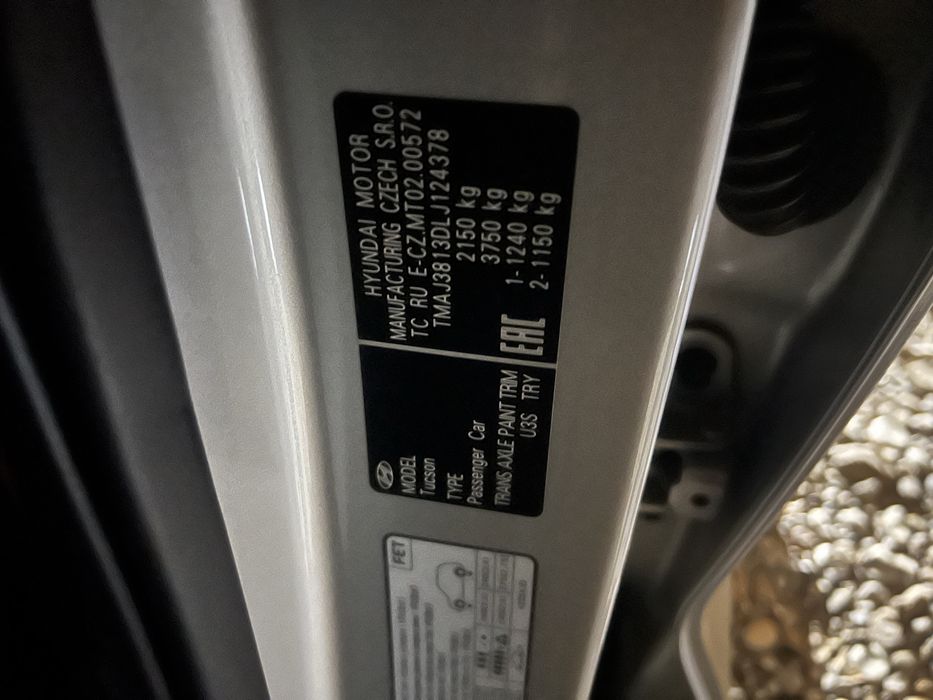 HYUNDAI MOTOR
MANUFACTURING CZECH S.R.O.
TC RU E-CZ.MT02.00572
TMAJ3813DLJ124378
2150 kg
3750 kg
1-1240 kg
2-1150 kg
EAC
MODEL
Tucson
TYPE
Passenger Car
TRANS AXLE PAINT TRIM
U3S TRY
FET